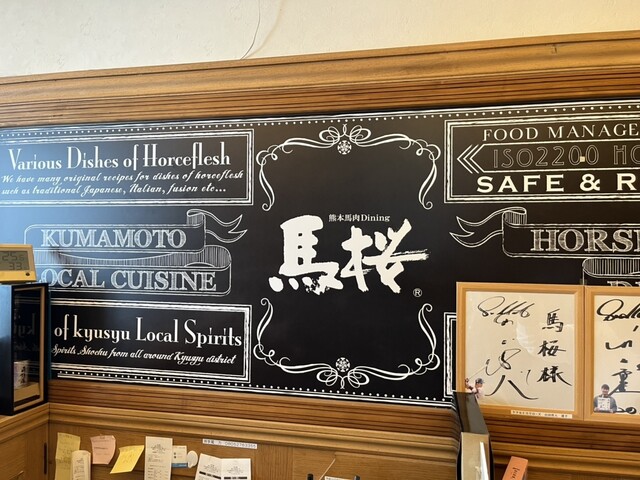 Various Dishes of Horceflesh
We have many original recipes for dishes of horceflesh
such as traditional Japanese, Nalian, fusion etc...
KUMAMOTO
OCAL CUISINE
of kyusyu Local Spirits
Spirits, Shochu from all around Kyusyu district
熊本馬肉Dining
馬桜
®
FOOD MANAGE
ISO2200
SAFE & R
HORS
馬桜様